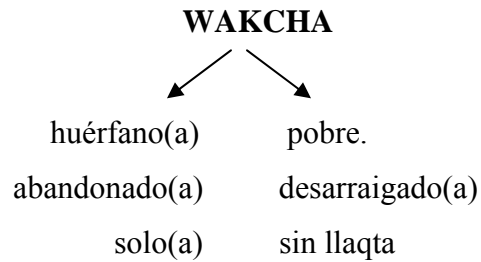 WAKCHA
huérfano(a) pobre.
abandonado(a) desarraigado(a)
solo(a) sin llaqta